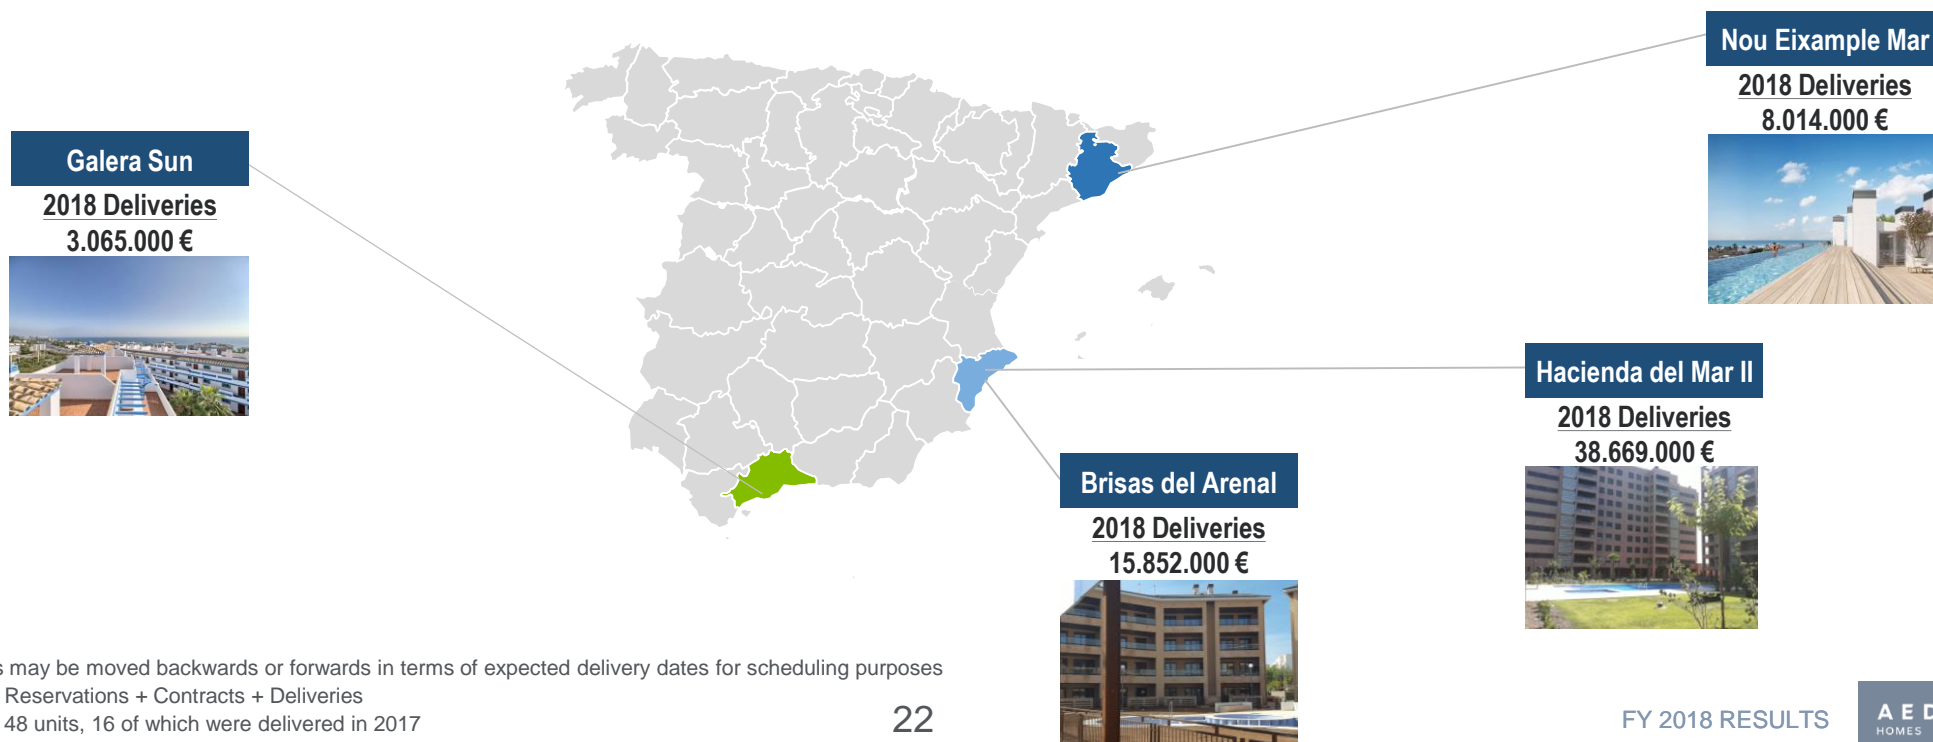 Nou Eixample Mar
2018 Deliveries
8.014.000 €
Galera Sun
2018 Deliveries
3.065.000 €
Hacienda del Mar II
2018 Deliveries
38.669.000 €
Brisas del Arenal
2018 Deliveries
15.852.000 €
may be moved backwards or forwards in terms of expected delivery dates for scheduling purposes
Reservations + Contracts + Deliveries
48 units, 16 of which were delivered in 2017
22
FY 2018 RESULTS
AED
HOMES